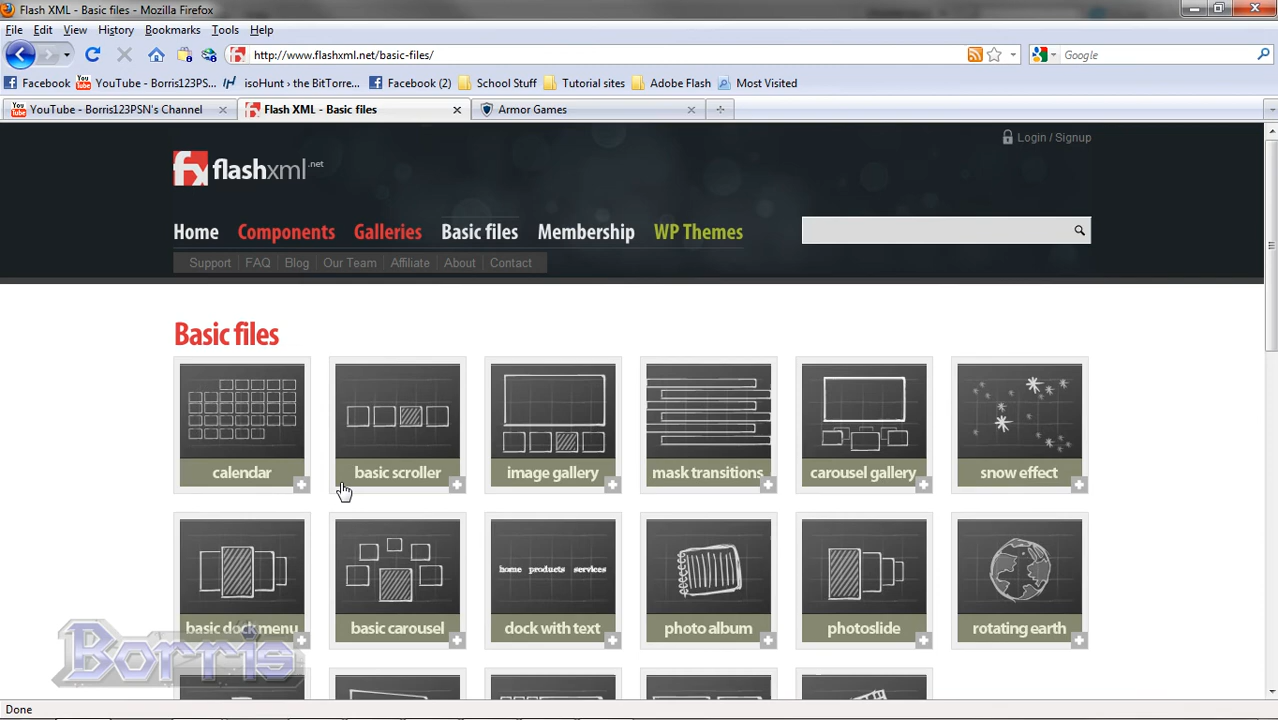 Flash XML - Basic files - Mozilla Firefox
File Edit View History Bookmarks Tools Help
http://www.flashxml.net/basic-files/
Google
Facebook YouTube - Borris123PS... isoHunt › the BitTorre... Facebook (2) School Stuff Tutorial sites Adobe Flash Most Visited
YouTube - Borris123PSN's Channel Flash XML - Basic files Armor Games
Login / Signup
fx flashxml.net
Home Components Galleries Basic files Membership WP Themes
Support FAQ Blog Our Team Affiliate About Contact
Basic files
calendar basic scroller image gallery mask transitions carousel gallery snow effect
home products services
basic dock menu basic carousel dock with text photo album photoslide rotating earth
Borris
Done